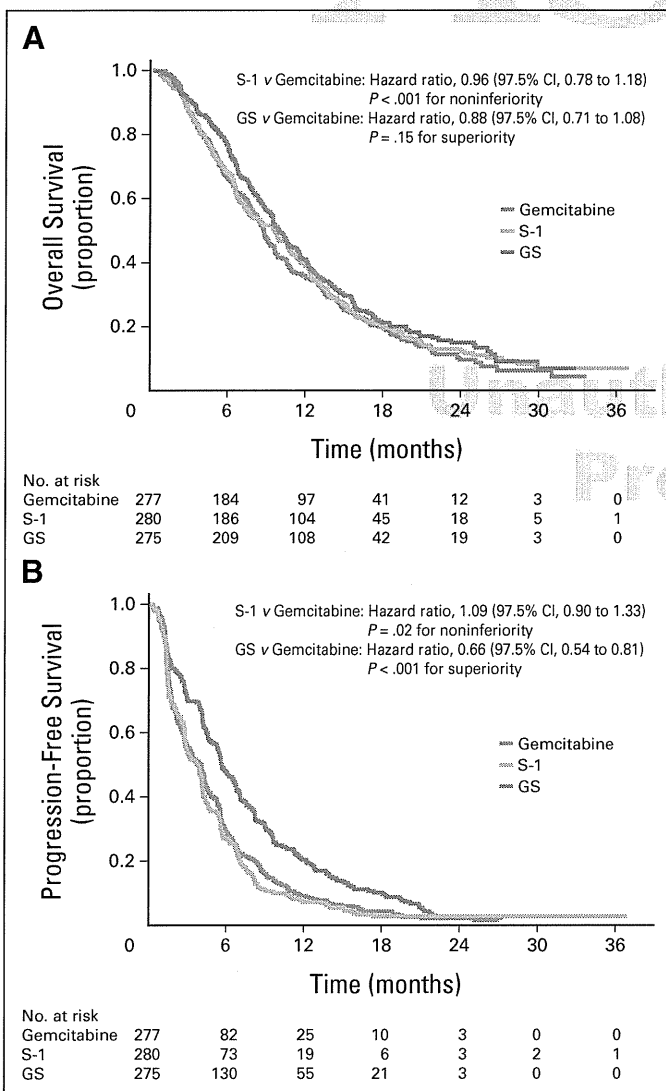 A
Overall Survival
(proportion)
1.0
0.8
0.6
0.4
0.2
0
6
12
18
24
30
36
S-1 v Gemcitabine: Hazard ratio, 0.96 (97.5% CI, 0.78 to 1.18)
P < .001 for noninferiority
GS v Gemcitabine: Hazard ratio, 0.88 (97.5% CI, 0.71 to 1.08)
P = .15 for superiority
Gemcitabine
S-1
GS
Time (months)
No. at risk
Gemcitabine 277 184 97 41 12 3 0
S-1 280 186 104 45 18 5 1
GS 275 209 108 42 19 3 0
B
Progression-Free Survival
(proportion)
1.0
0.8
0.6
0.4
0.2
0
6
12
18
24
30
36
S-1 v Gemcitabine: Hazard ratio, 1.09 (97.5% CI, 0.90 to 1.33)
P = .02 for noninferiority
GS v Gemcitabine: Hazard ratio, 0.66 (97.5% CI, 0.54 to 0.81)
P < .001 for superiority
Gemcitabine
S-1
GS
Time (months)
No. at risk
Gemcitabine 277 82 25 10 3 0 0
S-1 280 73 19 6 3 2 1
GS 275 130 55 21 3 0 0